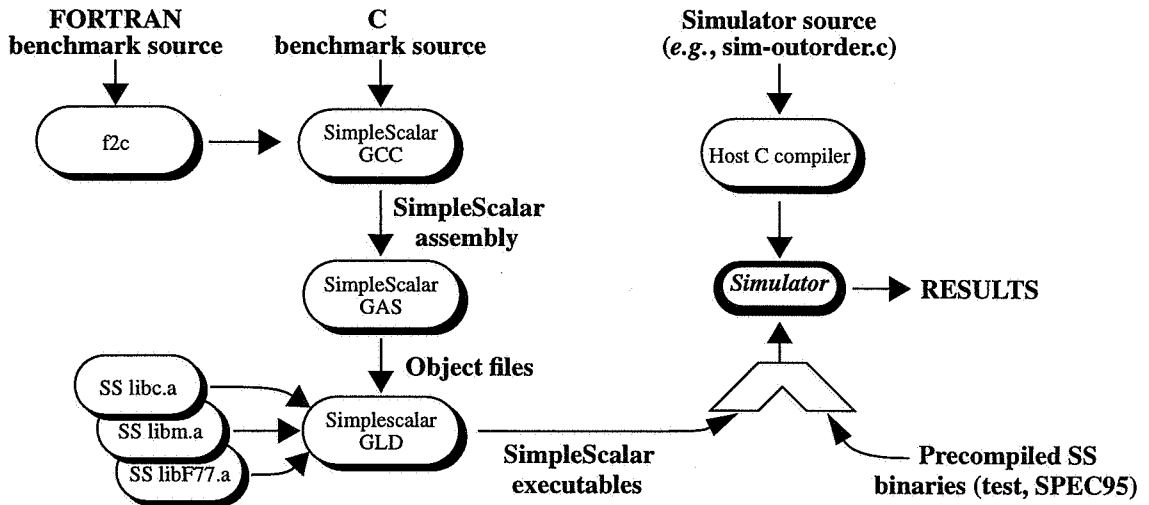 FORTRAN
benchmark source
C
benchmark source
Simulator source
(e.g., sim-outorder.c)
f2c
SimpleScalar
GCC
Host C compiler
SimpleScalar
assembly
SimpleScalar
GAS
Simulator
RESULTS
Object files
SS libc.a
SS libm.a
SS libF77.a
Simplescalar
GLD
SimpleScalar
executables
Precompiled SS
binaries (test, SPEC95)